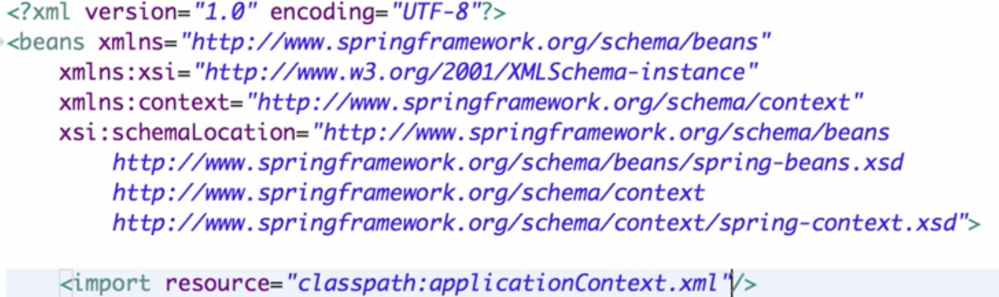 <?xml version="1.0" encoding="UTF-8"?>
<beans xmlns="http://www.springframework.org/schema/beans"
    xmlns:xsi="http://www.w3.org/2001/XMLSchema-instance"
    xmlns:context="http://www.springframework.org/schema/context"
    xsi:schemaLocation="http://www.springframework.org/schema/beans
        http://www.springframework.org/schema/beans/spring-beans.xsd
        http://www.springframework.org/schema/context
        http://www.springframework.org/schema/context/spring-context.xsd">
    <import resource="classpath:applicationContext.xml"/>